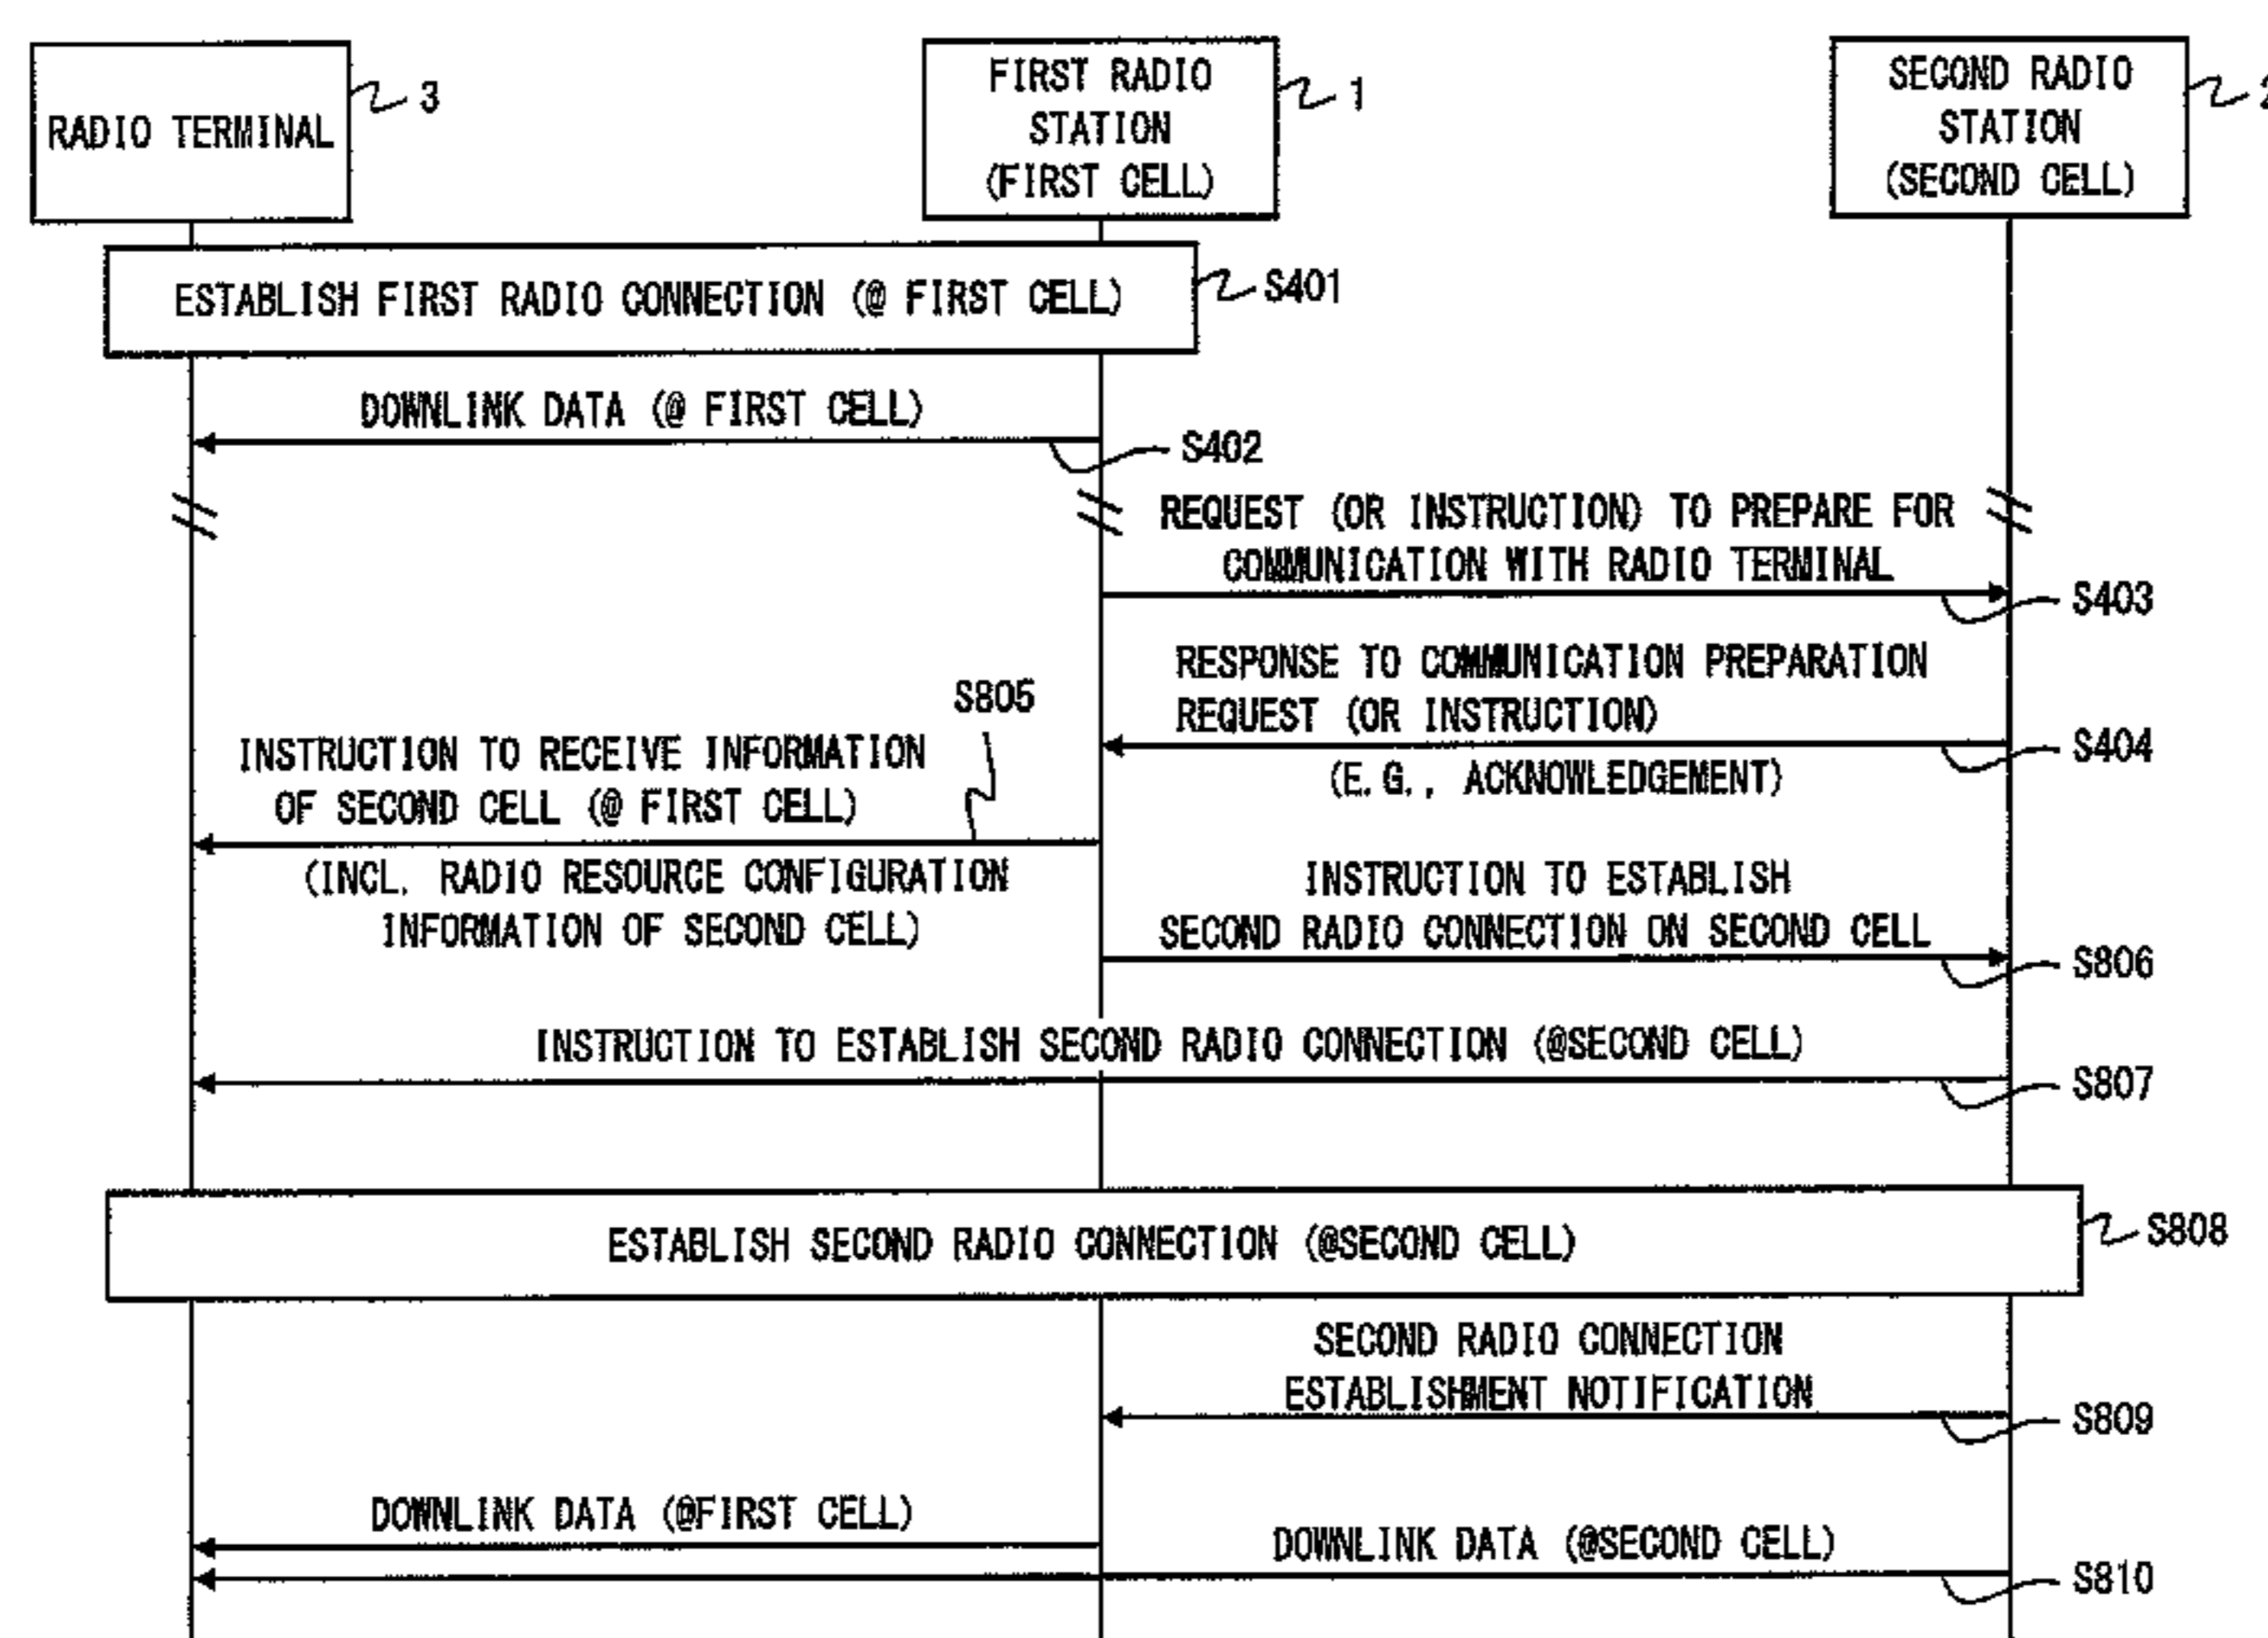 RADIO TERMINAL
3
FIRST RADIO
STATION
(FIRST CELL)
1
SECOND RADIO
STATION
(SECOND CELL)
2
ESTABLISH FIRST RADIO CONNECTION (@ FIRST CELL)
S401
DOWNLINK DATA (@ FIRST CELL)
S402
REQUEST (OR INSTRUCTION) TO PREPARE FOR
COMMUNICATION WITH RADIO TERMINAL
S403
RESPONSE TO COMMUNICATION PREPARATION
REQUEST (OR INSTRUCTION)
S404
(E.G., ACKNOWLEDGEMENT)
S805
INSTRUCTION TO RECEIVE INFORMATION
OF SECOND CELL (@ FIRST CELL)
(INCL. RADIO RESOURCE CONFIGURATION
INFORMATION OF SECOND CELL)
INSTRUCTION TO ESTABLISH
SECOND RADIO CONNECTION ON SECOND CELL
S806
INSTRUCTION TO ESTABLISH SECOND RADIO CONNECTION (@SECOND CELL)
S807
ESTABLISH SECOND RADIO CONNECTION (@SECOND CELL)
S808
SECOND RADIO CONNECTION
ESTABLISHMENT NOTIFICATION
S809
DOWNLINK DATA (@FIRST CELL)
DOWNLINK DATA (@SECOND CELL)
S810